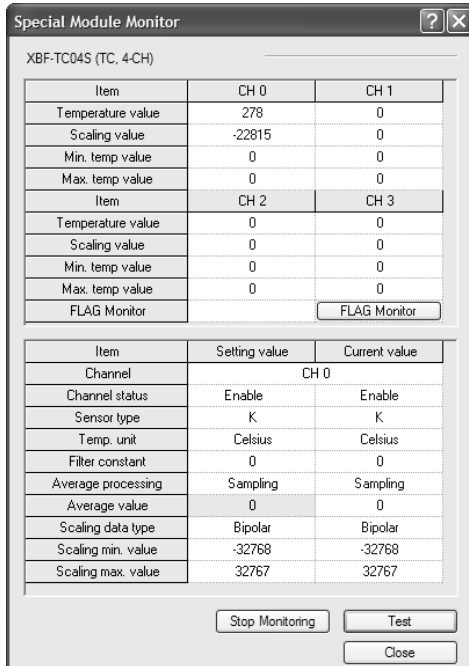 Special Module Monitor
XBF-TC04S (TC, 4-CH)
Item CH 0 CH 1
Temperature value 278 0
Scaling value -22815 0
Min. temp value 0 0
Max. temp value 0 0
Item CH 2 CH 3
Temperature value 0 0
Scaling value 0 0
Min. temp value 0 0
Max. temp value 0 0
FLAG Monitor FLAG Monitor
Item Setting value Current value
Channel CH 0
Channel status Enable Enable
Sensor type K K
Temp. unit Celsius Celsius
Filter constant 0 0
Average processing Sampling Sampling
Average value 0 0
Scaling data type Bipolar Bipolar
Scaling min. value -32768 -32768
Scaling max. value 32767 32767
Stop Monitoring Test
Close